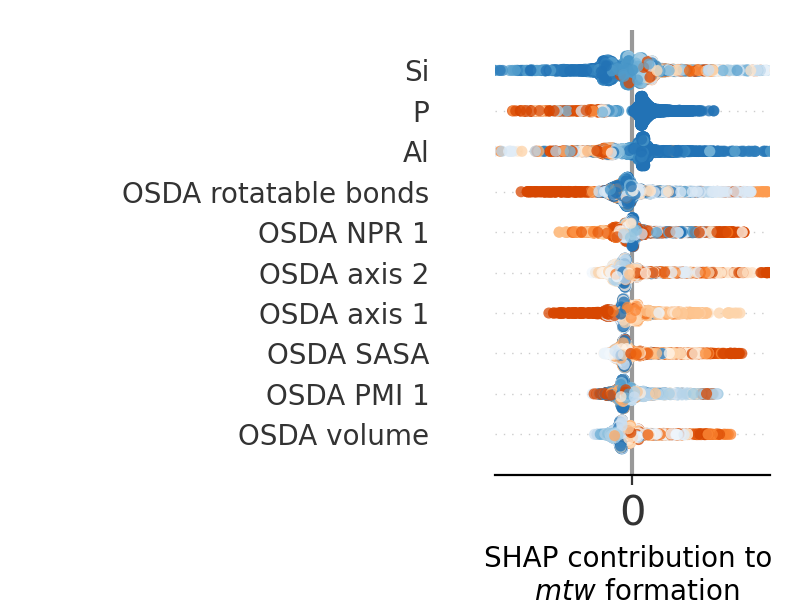 Si
P
Al
OSDA rotatable bonds
OSDA NPR 1
OSDA axis 2
OSDA axis 1
OSDA SASA
OSDA PMI 1
OSDA volume
0
SHAP contribution to
mtw formation